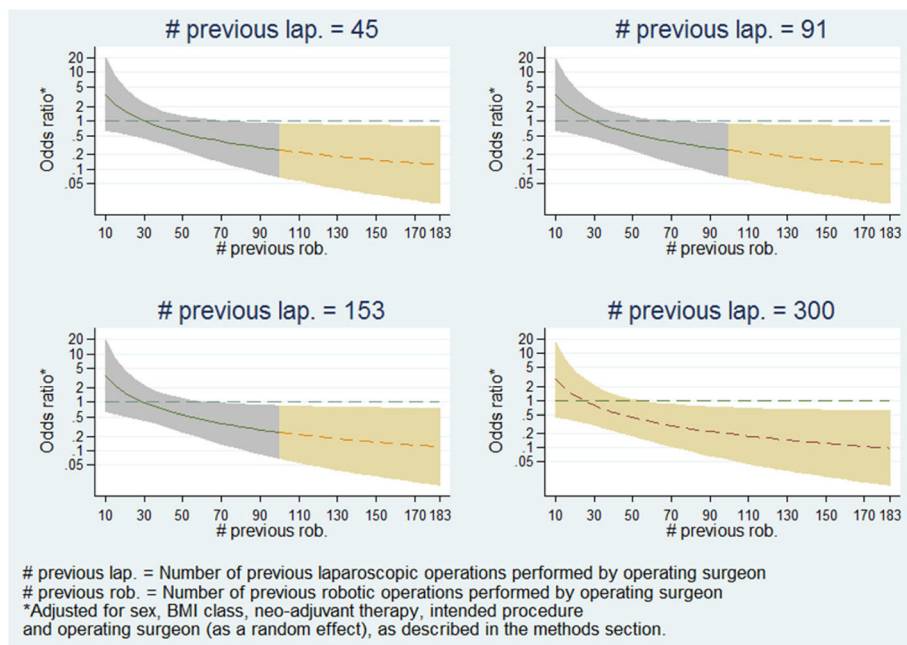 # previous lap. = 45
# previous lap. = 91
Odds ratio*
20
10
5
2
1
.5
.2
.1
.05
10 30 50 70 90 110 130 150 170 183
# previous rob.
Odds ratio*
20
10
5
2
1
.5
.2
.1
.05
10 30 50 70 90 110 130 150 170 183
# previous rob.
# previous lap. = 153
# previous lap. = 300
Odds ratio*
20
10
5
2
1
.5
.2
.1
.05
10 30 50 70 90 110 130 150 170 183
# previous rob.
Odds ratio*
20
10
5
2
1
.5
.2
.1
.05
10 30 50 70 90 110 130 150 170 183
# previous rob.
# previous lap. = Number of previous laparoscopic operations performed by operating surgeon
# previous rob. = Number of previous robotic operations performed by operating surgeon
*Adjusted for sex, BMI class, neo-adjuvant therapy, intended procedure
and operating surgeon (as a random effect), as described in the methods section.